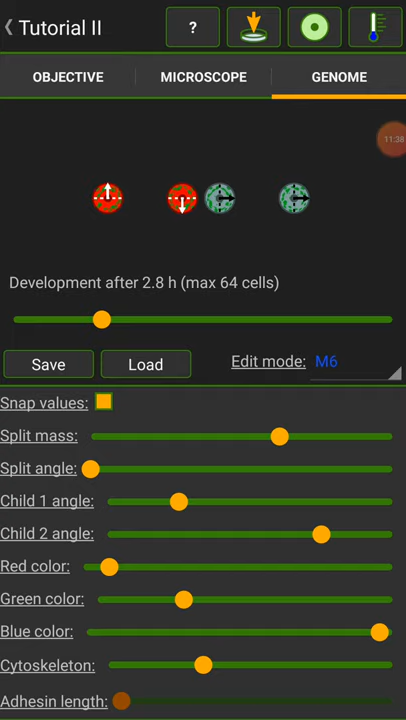 Tutorial II
?
OBJECTIVE MICROSCOPE GENOME
11:38
Development after 2.8 h (max 64 cells)
Save Load Edit mode: M6
Snap values:
Split mass:
Split angle:
Child 1 angle:
Child 2 angle:
Red color:
Green color:
Blue color:
Cytoskeleton:
Adhesin length: